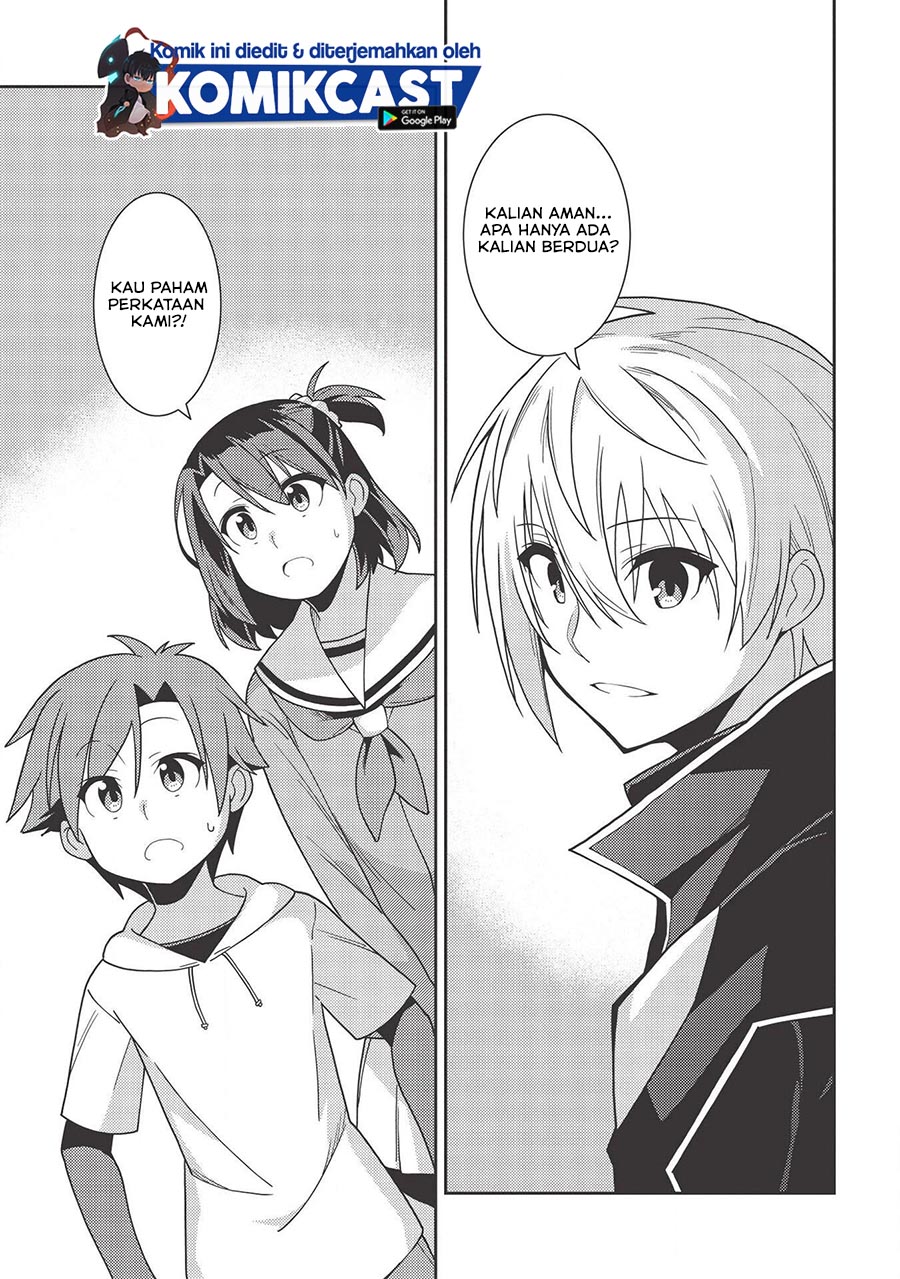 Komik ini diedit & diterjemahkan oleh
KOMIKCAST
GET IT ON
Google Play
KALIAN AMAN...
APA HANYA ADA
KALIAN BERDUA?
KAU PAHAM
PERKATAAN
KAMI?!